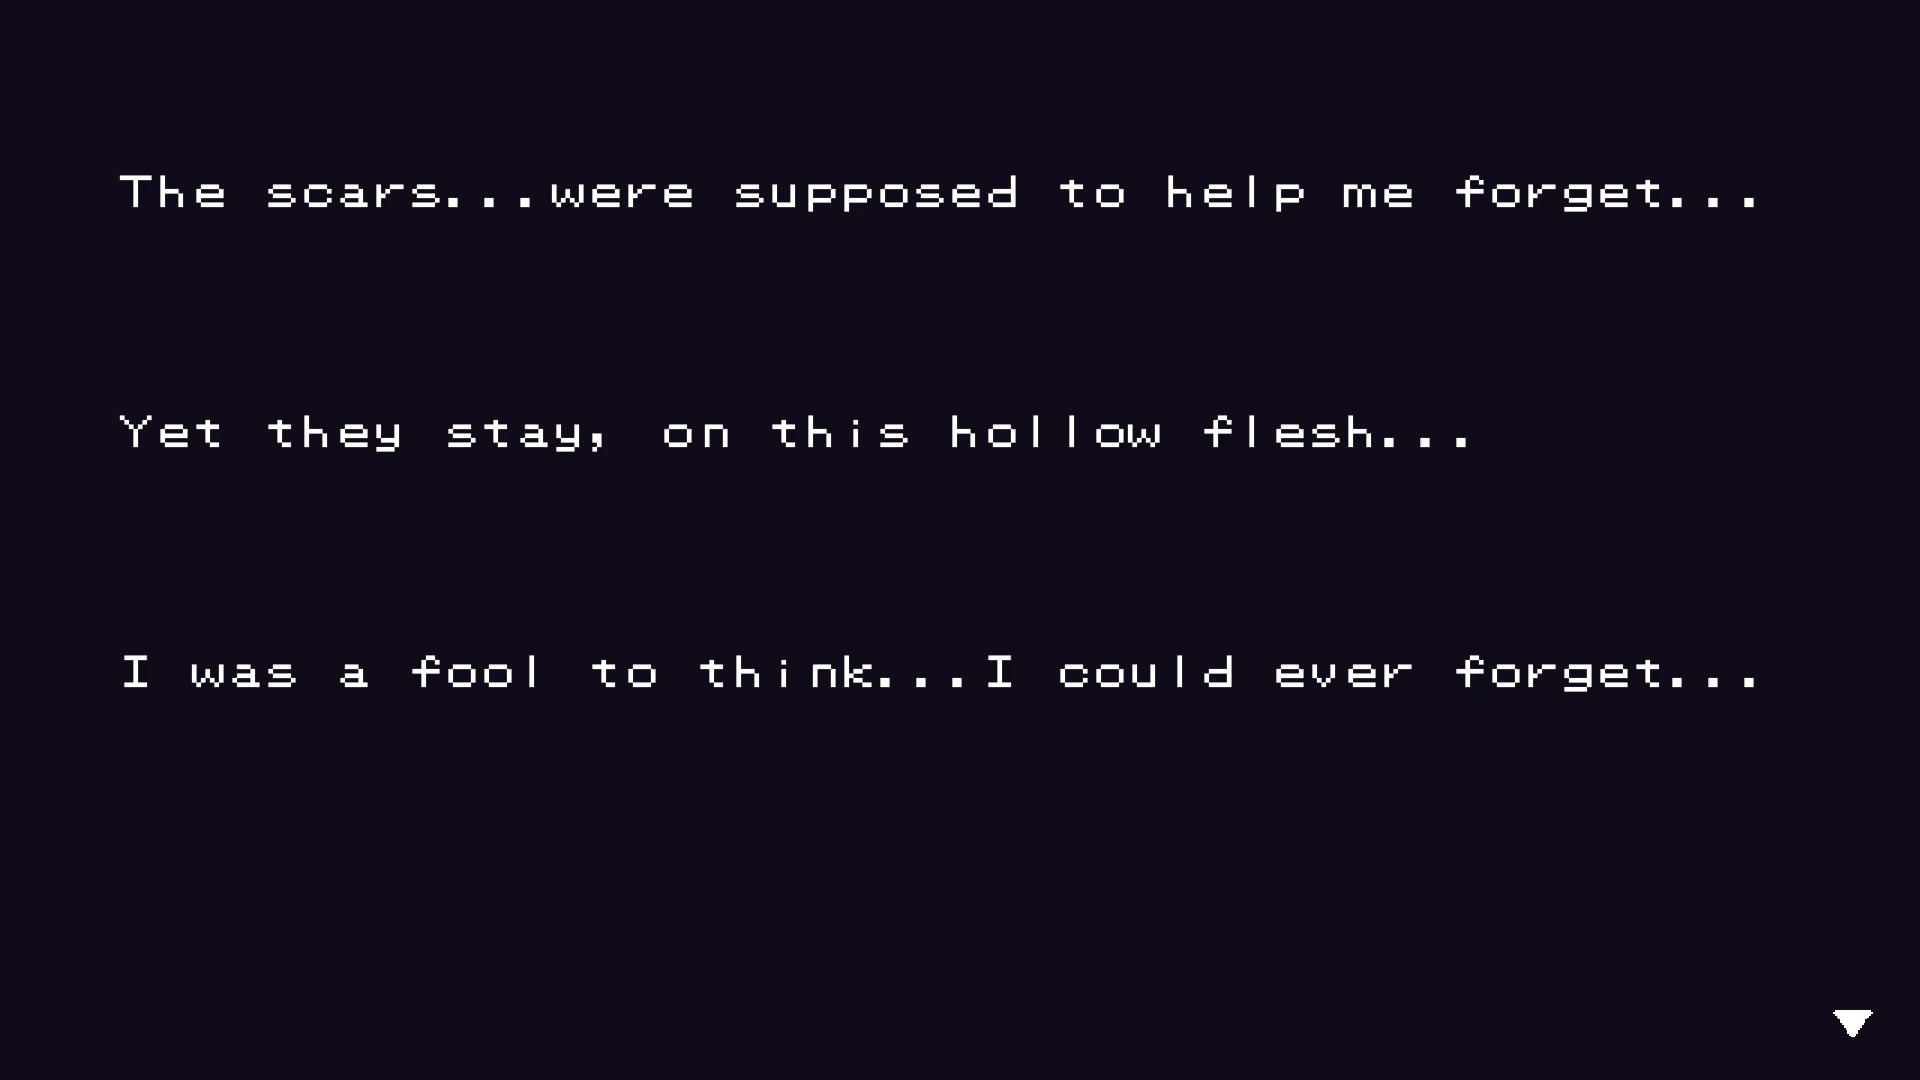 The scars...were supposed to help me forget...
Yet they stay, on this hollow flesh...
I was a fool to think...I could ever forget...